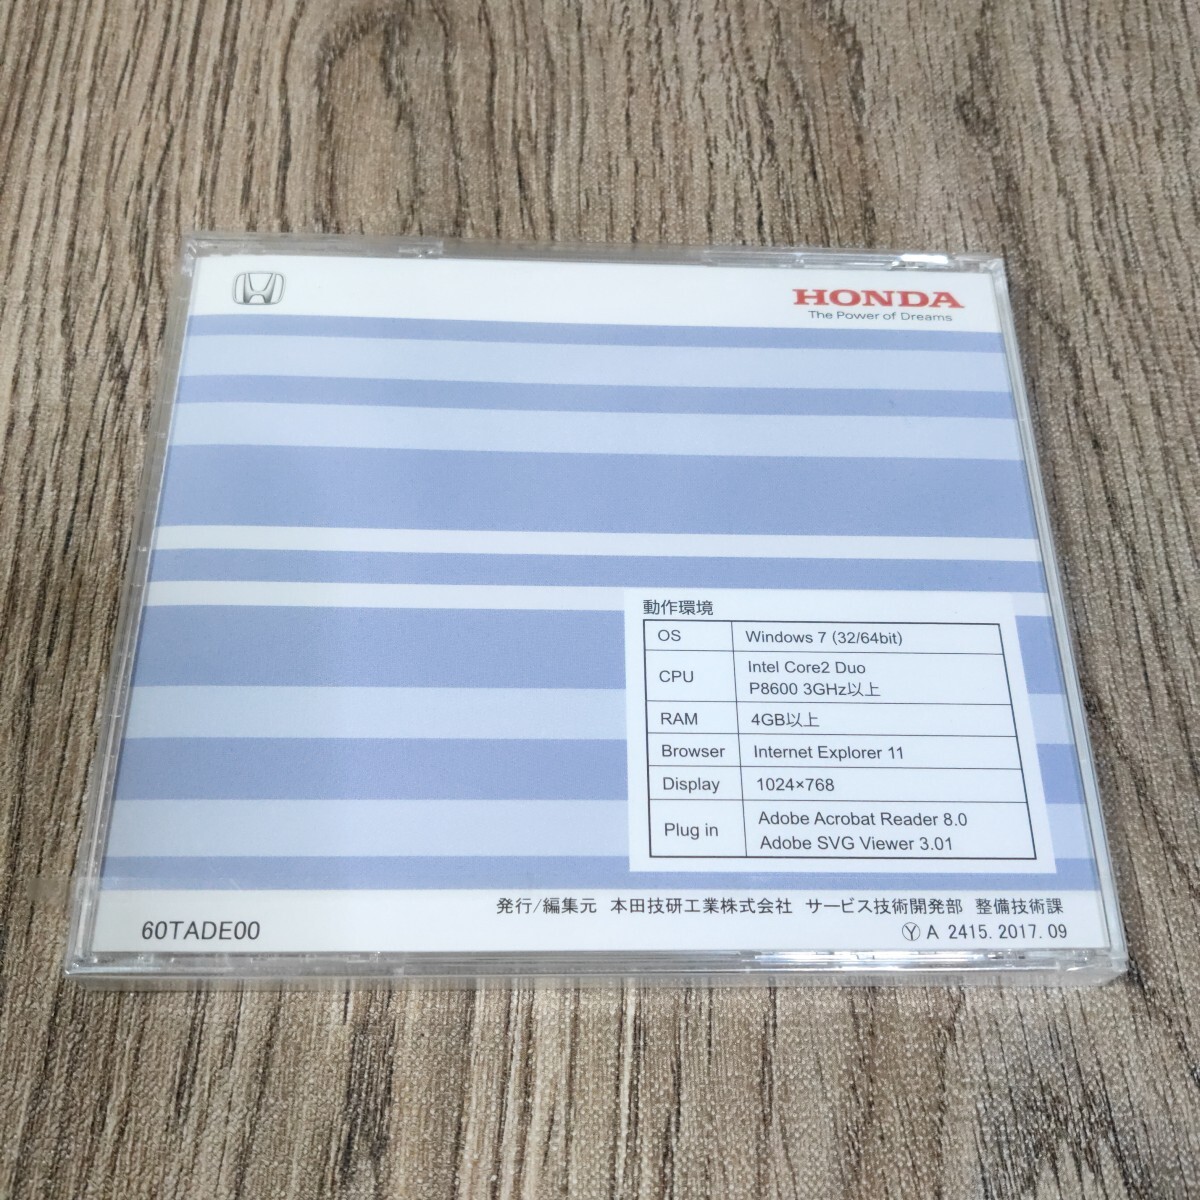 HONDA
The Power of Dreams
動作環境
OS Windows 7 (32/64bit)
CPU Intel Core2 Duo
P8600 3GHz以上
RAM 4GB以上
Browser Internet Explorer 11
Display 1024×768
Plug in Adobe Acrobat Reader 8.0
Adobe SVG Viewer 3.01
発行/編集元 本田技研工業株式会社 サービス技術開発部 整備技術課
60TADE00
Ⓨ A 2415.2017.09